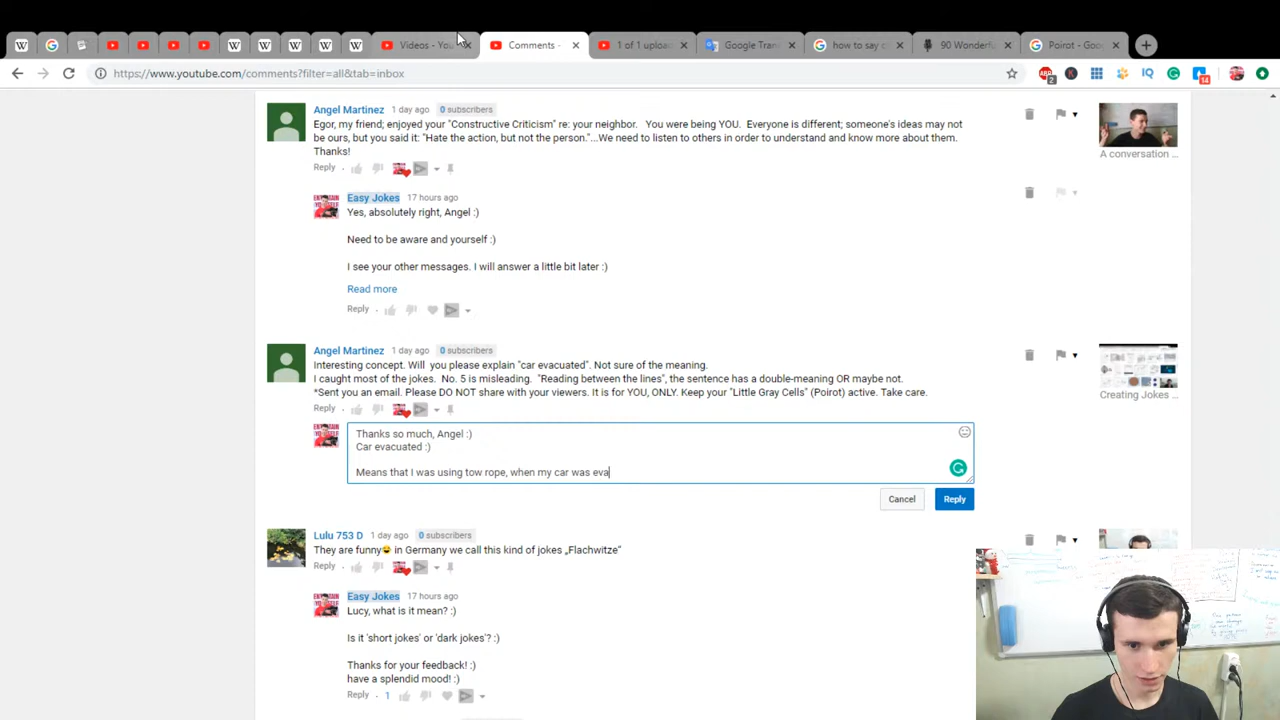 Videos - You
Comments -
1 of 1 upload
Google Tran
how to say c
90 Wonderfu
Poirot - Goo
https://www.youtube.com/comments?filter=all&tab=inbox
2
14
Angel Martinez 1 day ago 0 subscribers
Egor, my friend; enjoyed your "Constructive Criticism" re: your neighbor. You were being YOU. Everyone is different; someone's ideas may not
be ours, but you said it: "Hate the action, but not the person."...We need to listen to others in order to understand and know more about them.
Thanks!
Reply
A conversation ...
Easy Jokes 17 hours ago
Yes, absolutely right, Angel :)
Need to be aware and yourself :)
I see your other messages. I will answer a little bit later :)
Read more
Reply
Angel Martinez 1 day ago 0 subscribers
Interesting concept. Will you please explain "car evacuated". Not sure of the meaning.
I caught most of the jokes. No. 5 is misleading. "Reading between the lines", the sentence has a double-meaning OR maybe not.
*Sent you an email. Please DO NOT share with your viewers. It is for YOU, ONLY. Keep your "Little Gray Cells" (Poirot) active. Take care.
Reply
Creating Jokes ...
Thanks so much, Angel :)
Car evacuated :)
Means that I was using tow rope, when my car was eva
Cancel Reply
Lulu 753 D 1 day ago 0 subscribers
They are funny😄 in Germany we call this kind of jokes „Flachwitze"
Reply
Easy Jokes 17 hours ago
Lucy, what is it mean? :)
Is it 'short jokes' or 'dark jokes'? :)
Thanks for your feedback! :)
have a splendid mood! :)
Reply 1